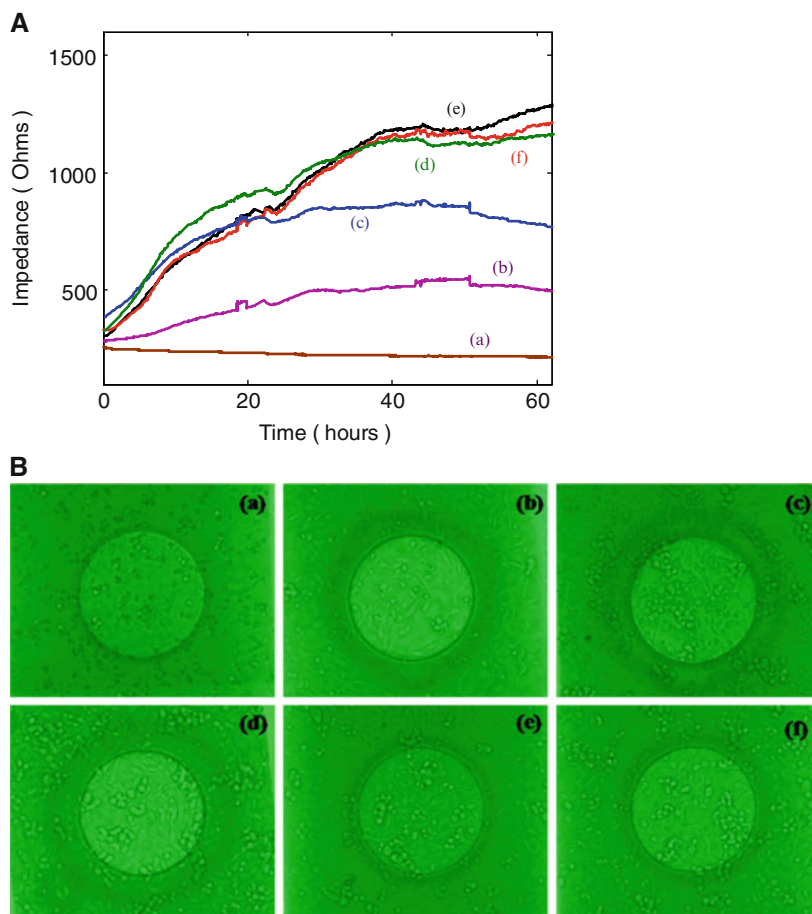 A
1500
1000
500
Impedance ( Ohms )
(e)
(f)
(d)
(c)
(b)
(a)
0
20
40
60
Time ( hours )
B
(a)
(b)
(c)
(d)
(e)
(f)